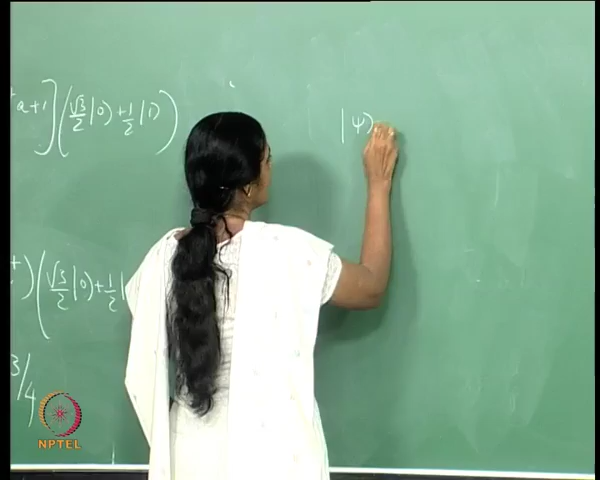 ⁺a+1](√3/2|0⟩+1/2|1⟩)
|ψ⟩
⁺)(√3/2|0⟩+1/2|
3/4
NPTEL